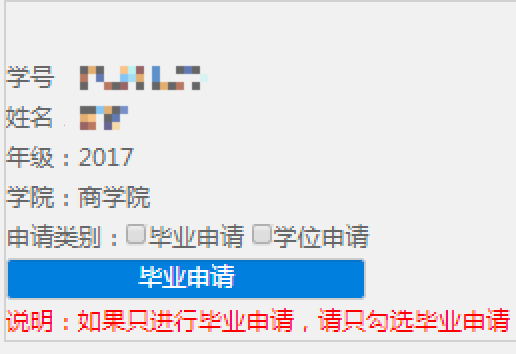 学号
姓名
年级：2017
学院：商学院
申请类别：毕业申请 学位申请
毕业申请
说明：如果只进行毕业申请，请只勾选毕业申请